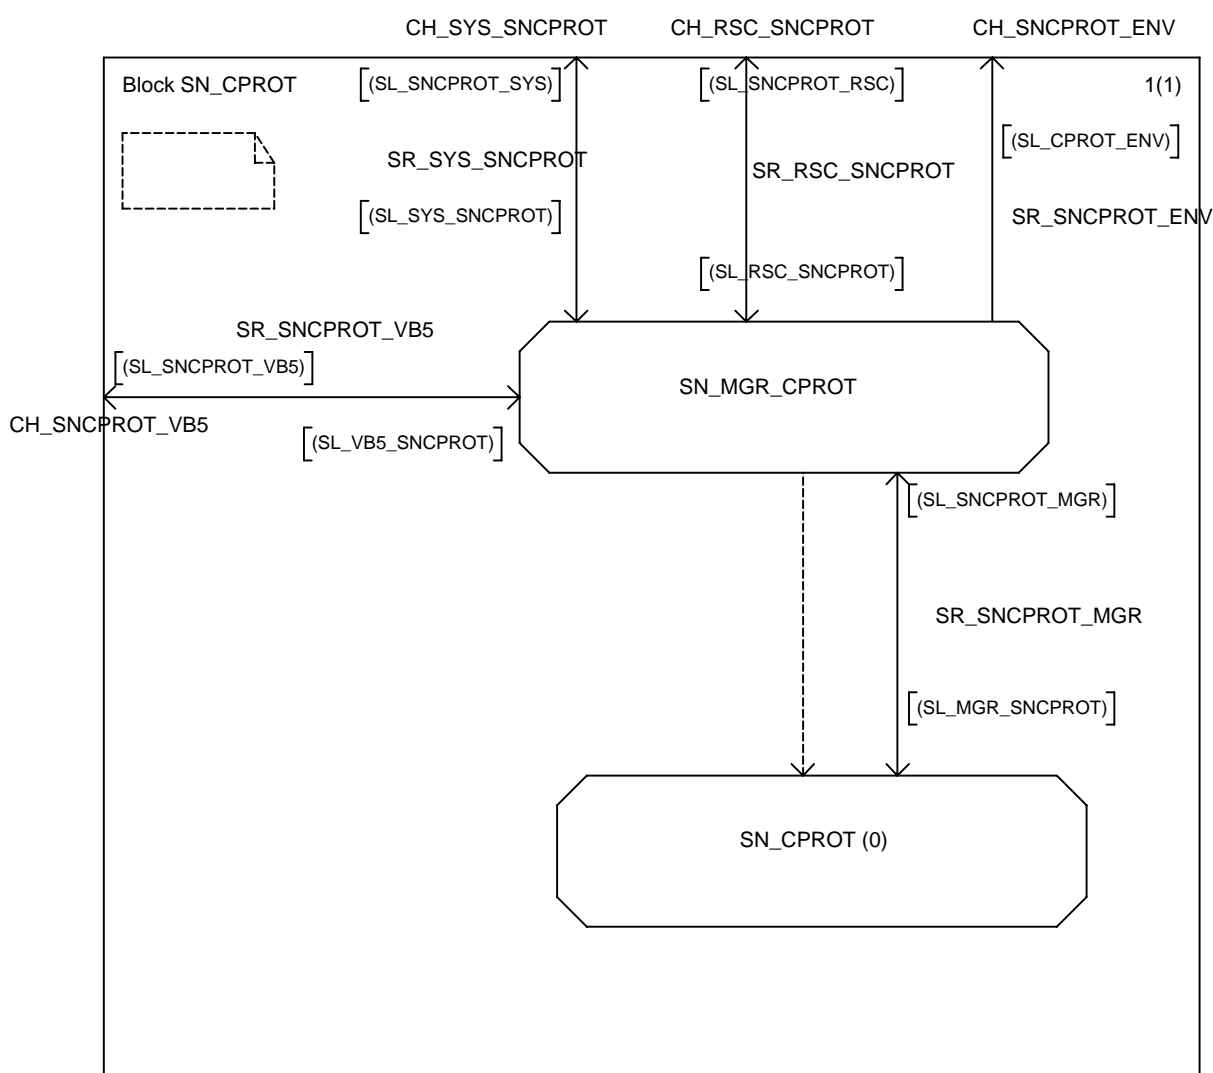 CH_SYS_SNCPROT CH_RSC_SNCPROT CH_SNCPROT_ENV
Block SN_CPROT [(SL_SNCPROT_SYS)] [(SL_SNCPROT_RSC)] 1(1)
[(SL_CPROT_ENV)]
SR_SYS_SNCPROT
SR_RSC_SNCPROT
[(SL_SYS_SNCPROT)] SR_SNCPROT_ENV
[(SL_RSC_SNCPROT)]
SR_SNCPROT_VB5
[(SL_SNCPROT_VB5)]
SN_MGR_CPROT
CH_SNCPROT_VB5
[(SL_VB5_SNCPROT)]
[(SL_SNCPROT_MGR)]
SR_SNCPROT_MGR
[(SL_MGR_SNCPROT)]
SN_CPROT (0)